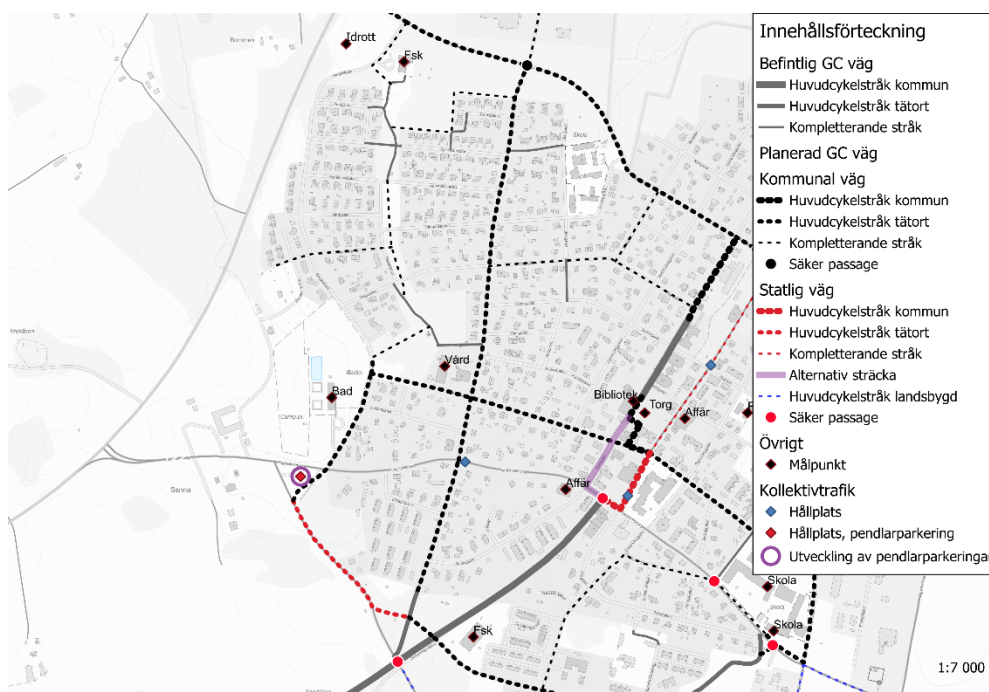 Idrott
Fsk
Skola
Vård
Bad
Bibliotek
Torg
Affär
Affär
Sanna
Fsk
Skola
Skola
Innehållsförteckning
Befintlig GC väg
Huvudcykelstråk kommun
Huvudcykelstråk tätort
Kompletterande stråk
Planerad GC väg
Kommunal väg
Huvudcykelstråk kommun
Huvudcykelstråk tätort
Kompletterande stråk
Säker passage
Statlig väg
Huvudcykelstråk kommun
Huvudcykelstråk tätort
Kompletterande stråk
Alternativ sträcka
Huvudcykelstråk landsbygd
Säker passage
Övrigt
Målpunkt
Kollektivtrafik
Hållplats
Hållplats, pendlarparkering
Utveckling av pendlarparkeringar
1:7 000